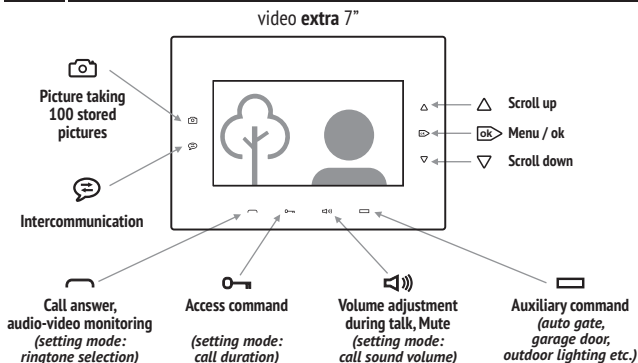 video extra 7”
Picture taking
100 stored
pictures
Scroll up
ok Menu / ok
Scroll down
Intercommunication
Call answer,
audio-video monitoring
(setting mode:
ringtone selection)
Access command
(setting mode:
call duration)
Volume adjustment
during talk, Mute
(setting mode:
call sound volume)
Auxiliary command
(auto gate,
garage door,
outdoor lighting etc.)